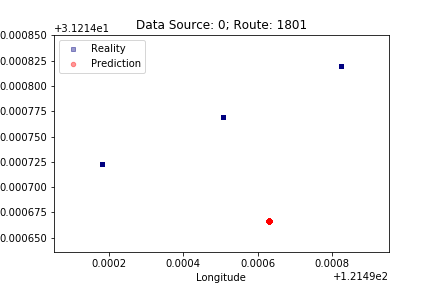 Data Source: 0; Route: 1801
+3.1214e1
0.000850
0.000825
0.000800
0.000775
0.000750
0.000725
0.000700
0.000675
0.000650
Reality
Prediction
0.0002 0.0004 0.0006 0.0008
Longitude
+1.2149e2